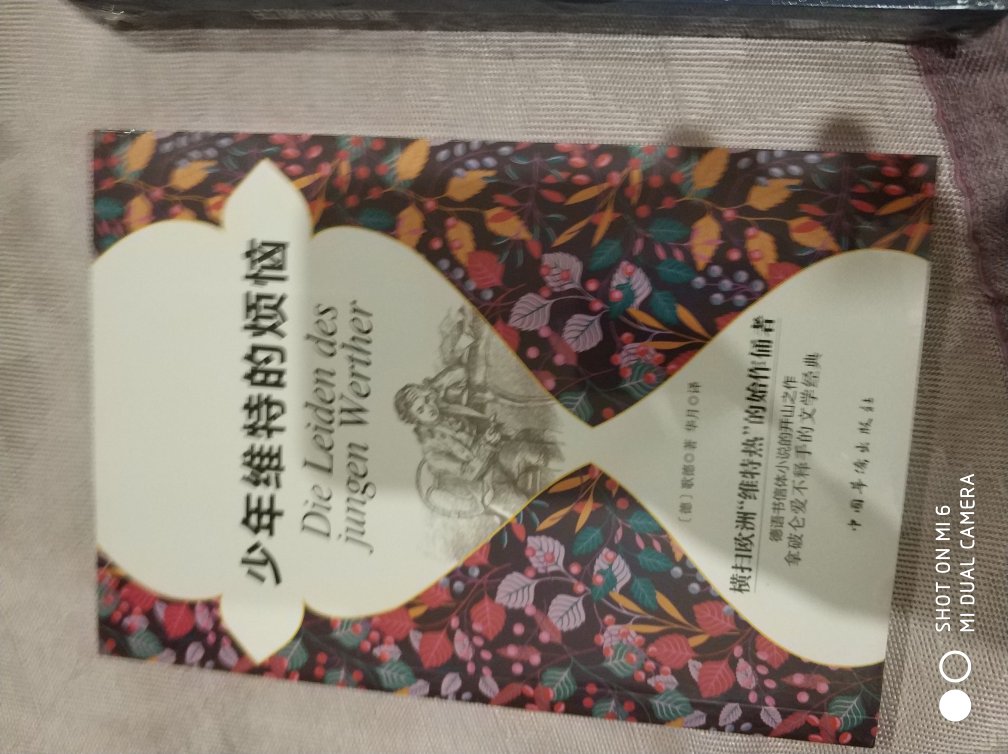 少年维特的烦恼
Die Leiden des
jungen Werther
〔德〕歌德◎著 华月◎译
横扫欧洲“维特热”的始作俑者
德语书信体小说的开山之作
拿破仑爱不释手的文学经典
中国华侨出版社
SHOT ON MI 6
MI DUAL CAMERA